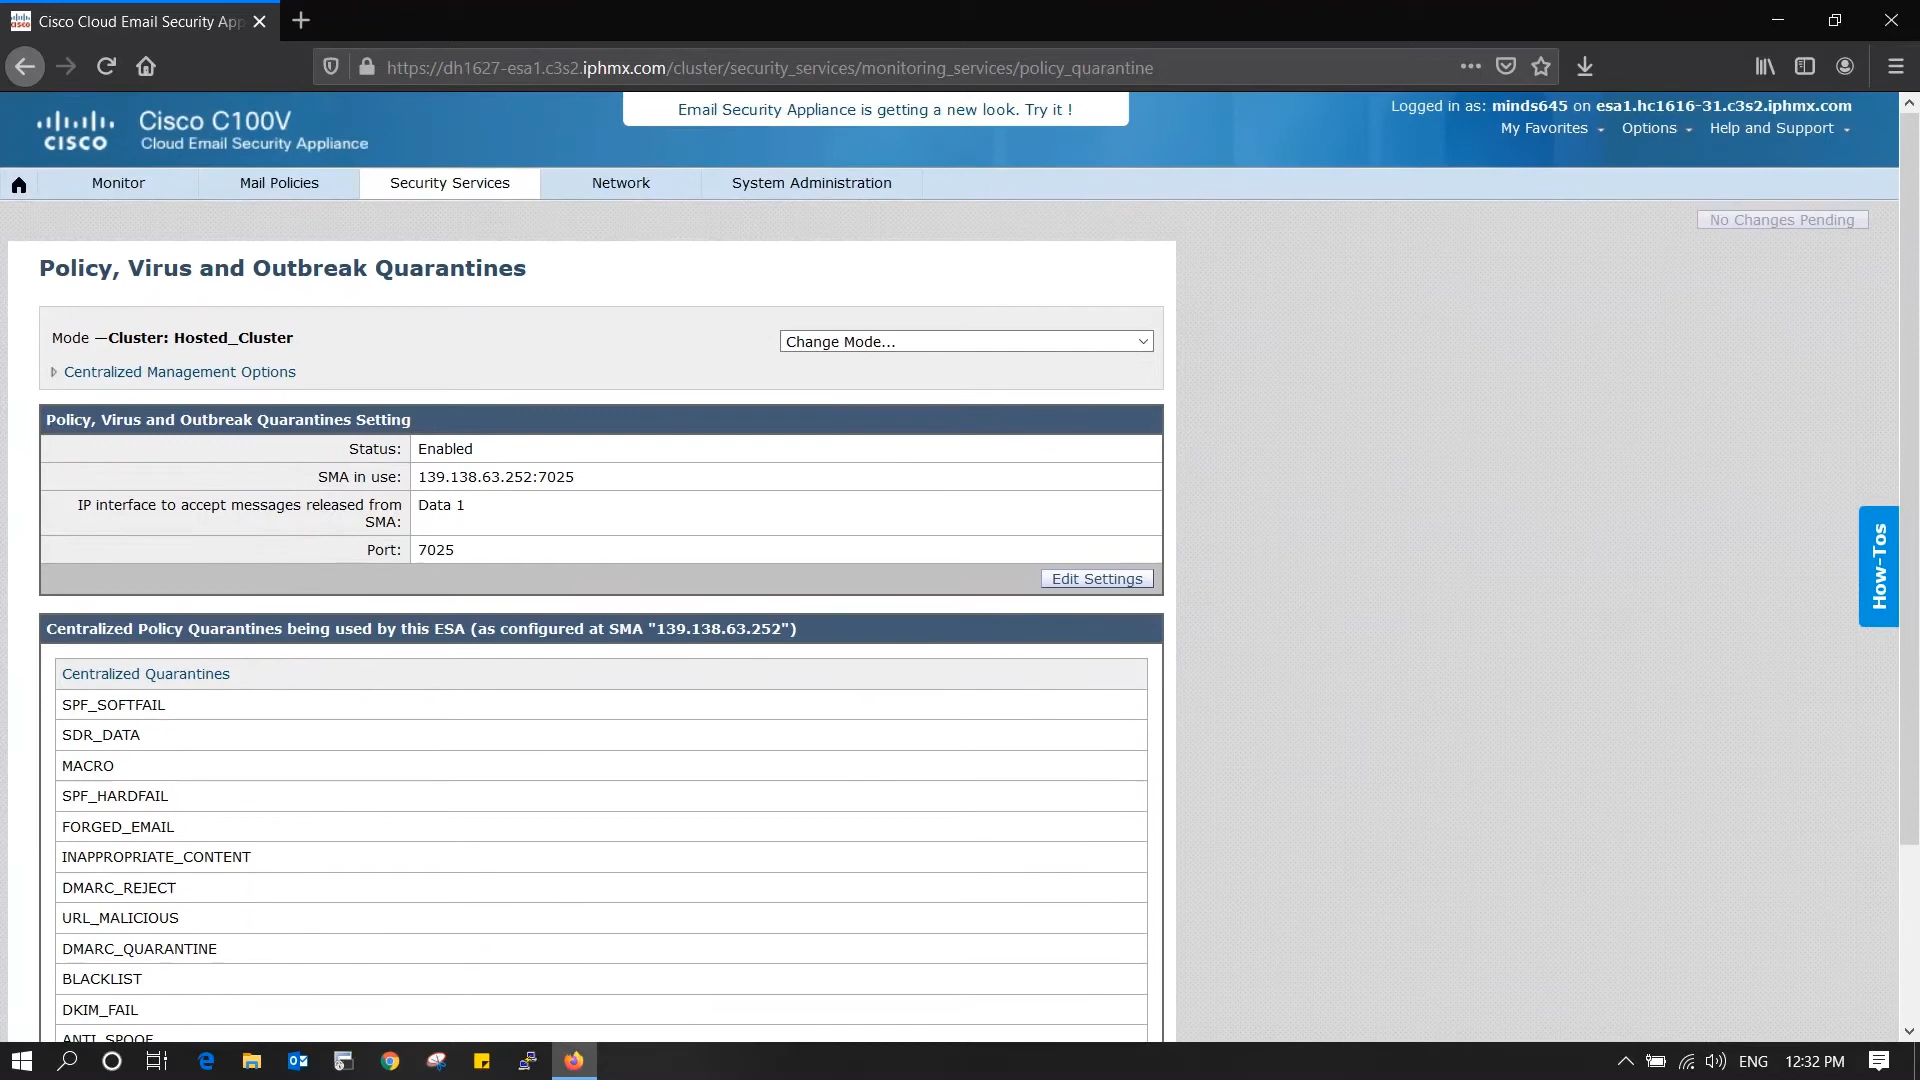 Cisco Cloud Email Security App
https://dh1627-esa1.c3s2.iphmx.com/cluster/security_services/monitoring_services/policy_quarantine
cisco
Cisco C100V
Cloud Email Security Appliance
Email Security Appliance is getting a new look. Try it !
Logged in as: minds645 on esa1.hc1616-31.c3s2.iphmx.com
My Favorites Options Help and Support
Monitor Mail Policies Security Services Network System Administration
No Changes Pending
Policy, Virus and Outbreak Quarantines
Mode —Cluster: Hosted_Cluster
Change Mode...
Centralized Management Options
Policy, Virus and Outbreak Quarantines Setting
Status: Enabled
SMA in use: 139.138.63.252:7025
IP interface to accept messages released from SMA: Data 1
Port: 7025
Edit Settings
How-Tos
Centralized Policy Quarantines being used by this ESA (as configured at SMA "139.138.63.252")
Centralized Quarantines
SPF_SOFTFAIL
SDR_DATA
MACRO
SPF_HARDFAIL
FORGED_EMAIL
INAPPROPRIATE_CONTENT
DMARC_REJECT
URL_MALICIOUS
DMARC_QUARANTINE
BLACKLIST
DKIM_FAIL
ANTI_SPOOF
ENG 12:32 PM